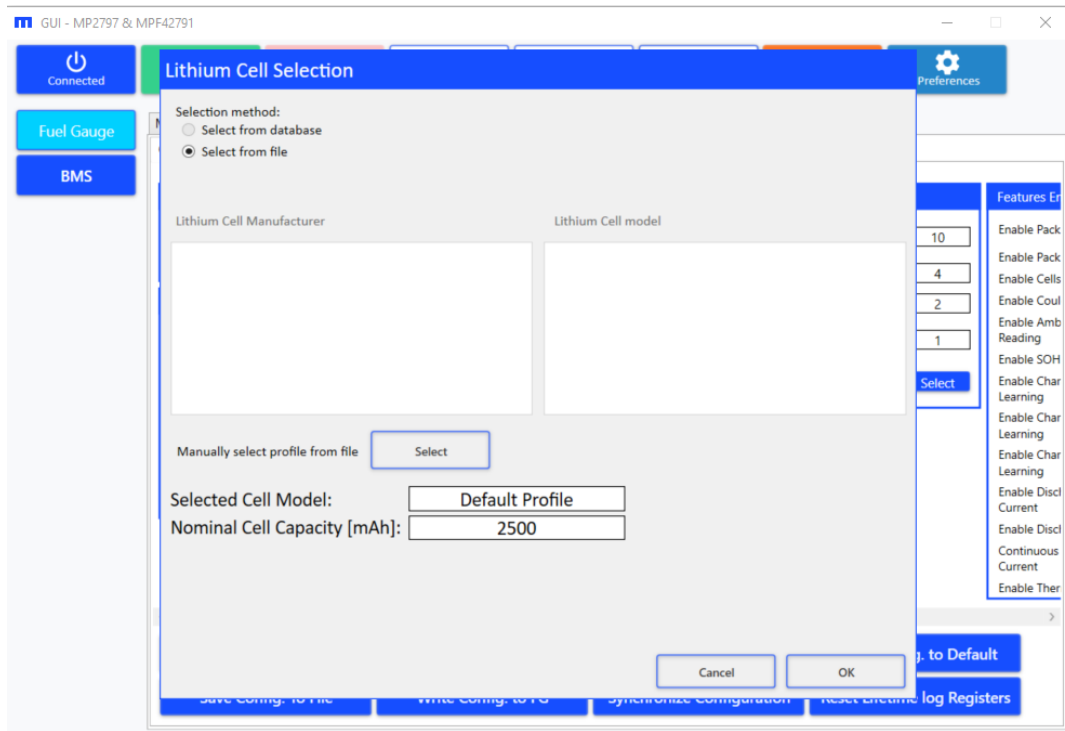 GUI - MP2797 & MPF42791
Connected
Preferences
Lithium Cell Selection
Fuel Gauge
BMS
Selection method:
Select from database
Select from file
Lithium Cell Manufacturer
Lithium Cell model
Manually select profile from file
Select
Selected Cell Model:
Default Profile
Nominal Cell Capacity [mAh]:
2500
Cancel
OK
10
4
2
1
Select
Features En
Enable Pack
Enable Pack
Enable Cells
Enable Coul
Enable Amb
Reading
Enable SOH
Enable Char
Learning
Enable Char
Learning
Enable Char
Learning
Enable Discl
Current
Enable Discl
Continuous
Current
Enable Ther
g. to Default
Save Config. To File
Write Config. to FG
Synchronize Configuration
Reset Lifetime log Registers